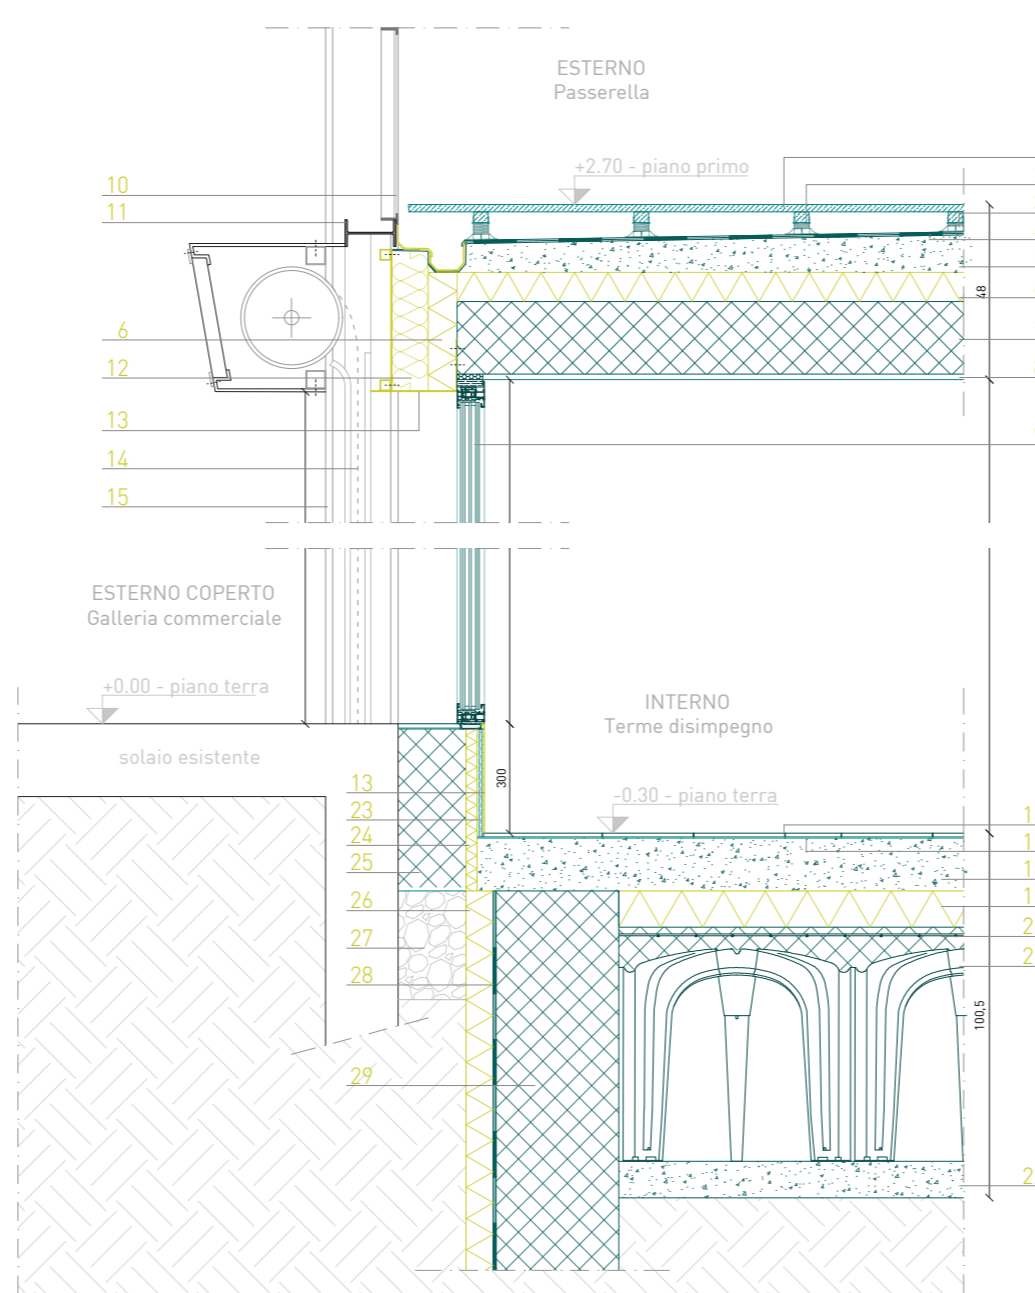 ESTERNO
Passerella
+2.70 - piano primo
10
11
48
6
12
13
14
15
ESTERNO COPERTO
Galleria commerciale
+0.00 - piano terra
INTERNO
Terme disimpegno
solaio esistente
300
-0.30 - piano terra
13
23
24
25
26
27
28
29
1
1
1
1
2
2
100,5
2